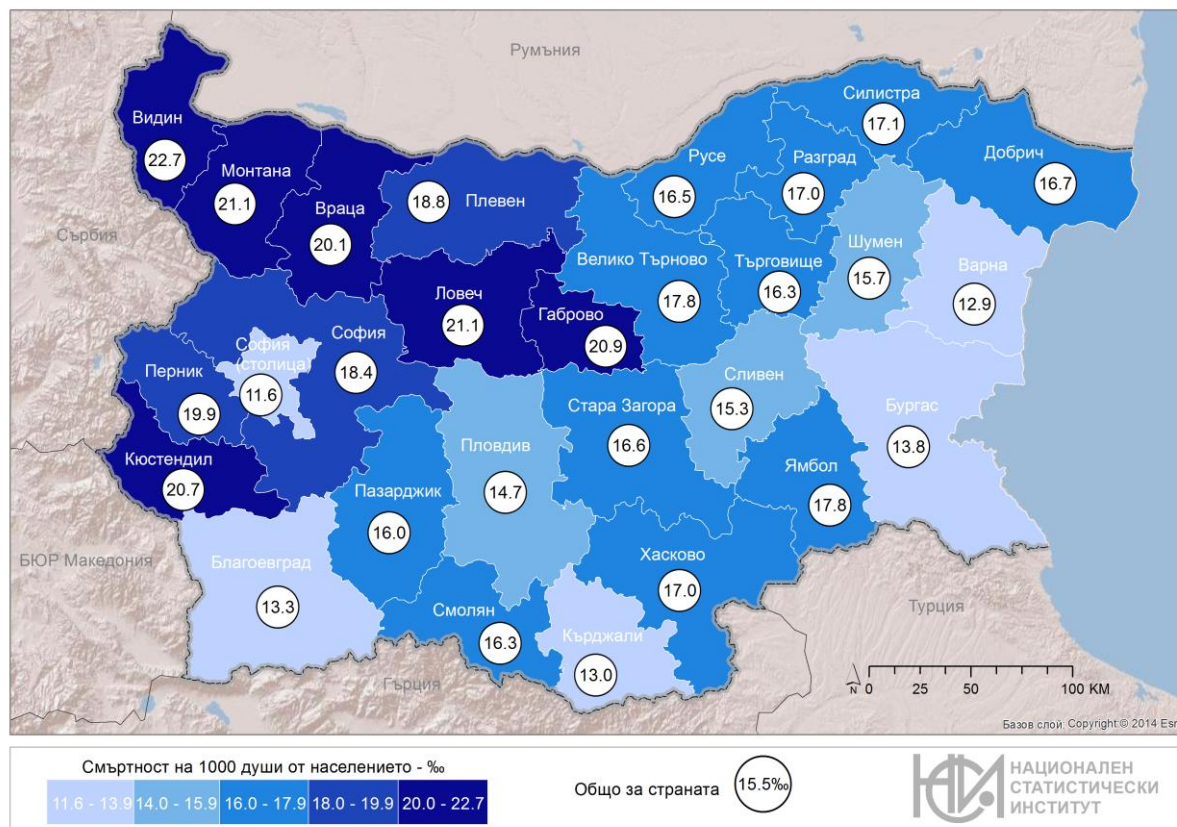 Румъния
Силистра
17.1
Видин
22.7
Русе
16.5
Разград
17.0
Добрич
16.7
Монтана
21.1
Враца
20.1
18.8
Плевен
Сърбия
Шумен
15.7
Варна
12.9
Велико Търново
17.8
Търговище
16.3
Ловеч
21.1
Габрово
20.9
София
18.4
София
(столица)
11.6
Перник
19.9
Сливен
15.3
Стара Загора
16.6
Бургас
13.8
Пловдив
14.7
Ямбол
17.8
Кюстендил
20.7
Пазарджик
16.0
БЮР Македония
Благоевград
13.3
Хасково
17.0
Смолян
16.3
Кърджали
13.0
Турция
Гърция
N
0 25 50 100 KM
Базов слой: Copyright:© 2014 Esr
Смъртност на 1000 души от населението - ‰
11.6 - 13.9 14.0 - 15.9 16.0 - 17.9 18.0 - 19.9 20.0 - 22.7
Общо за страната 15.5‰
НСИ
НАЦИОНАЛЕН
СТАТИСТИЧЕСКИ
ИНСТИТУТ